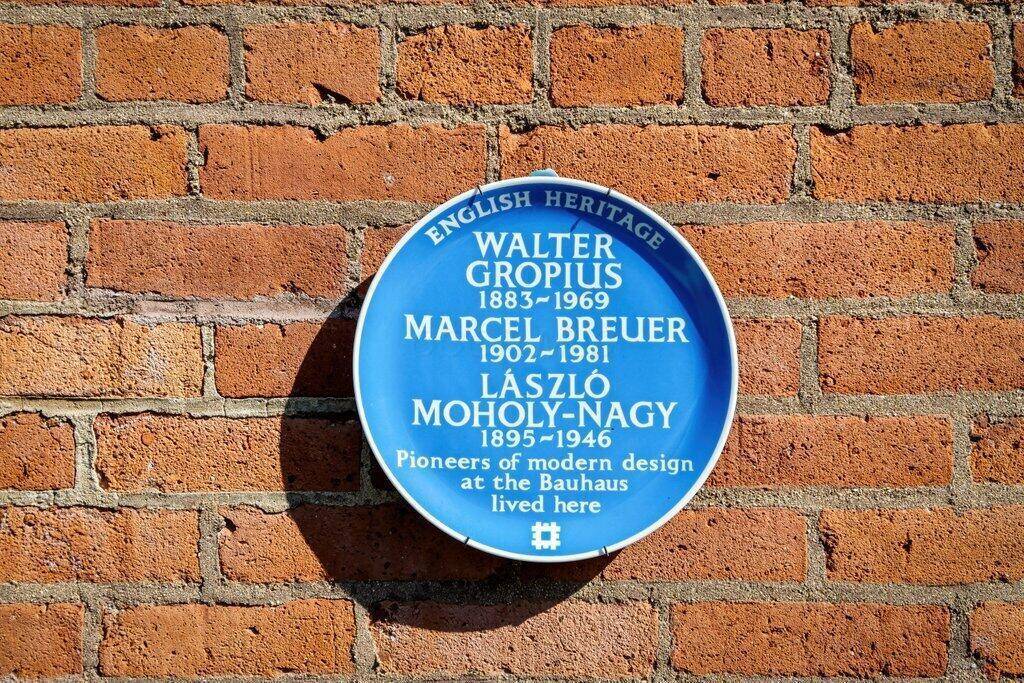 ENGLISH HERITAGE
WALTER
GROPIUS
1883~1969
MARCEL BREUER
1902~1981
LÁSZLÓ
MOHOLY-NAGY
1895~1946
Pioneers of modern design
at the Bauhaus
lived here